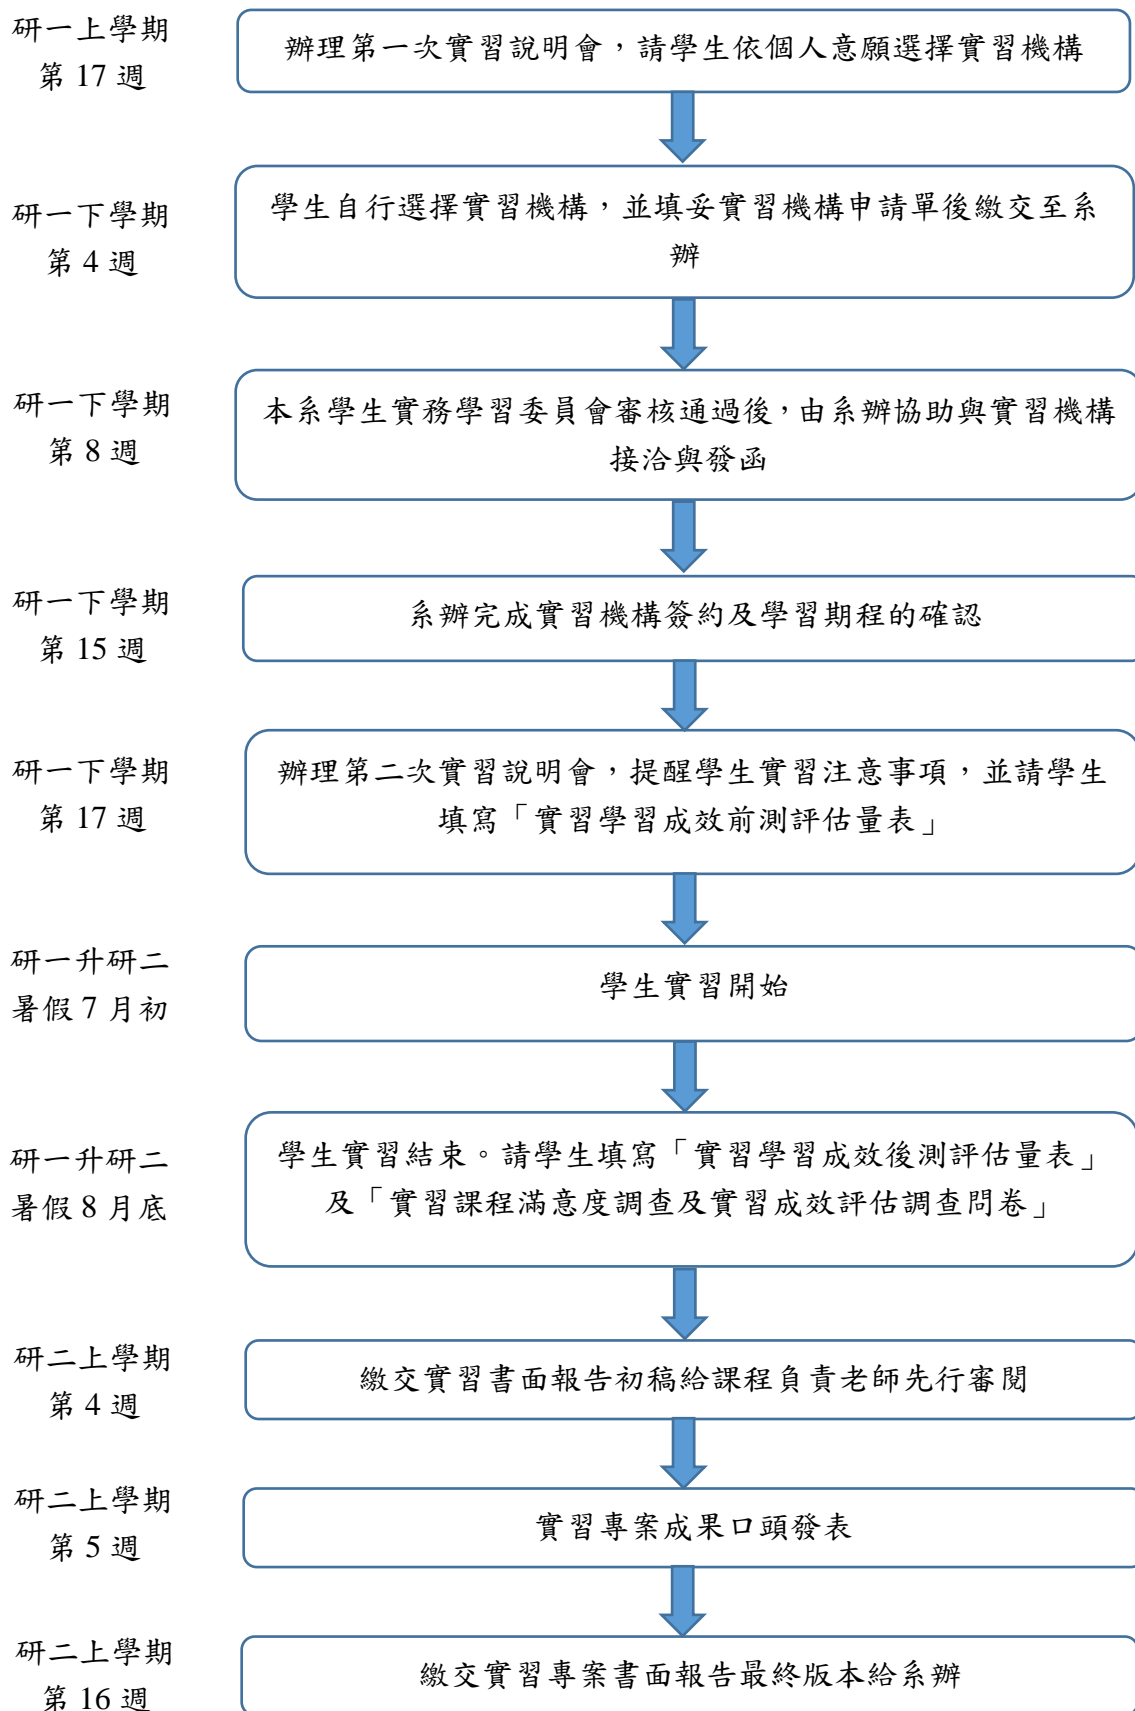 研一上學期
第 17 週
辦理第一次實習說明會，請學生依個人意願選擇實習機構
研一下學期
第 4 週
學生自行選擇實習機構，並填妥實習機構申請單後繳交至系
辦
研一下學期
第 8 週
本系學生實務學習委員會審核通過後，由系辦協助與實習機構
接洽與發函
研一下學期
第 15 週
系辦完成實習機構簽約及學習期程的確認
研一下學期
第 17 週
辦理第二次實習說明會，提醒學生實習注意事項，並請學生
填寫「實習學習成效前測評估量表」
研一升研二
暑假 7 月初
學生實習開始
研一升研二
暑假 8 月底
學生實習結束。請學生填寫「實習學習成效後測評估量表」
及「實習課程滿意度調查及實習成效評估調查問卷」
研二上學期
第 4 週
繳交實習書面報告初稿給課程負責老師先行審閱
研二上學期
第 5 週
實習專案成果口頭發表
研二上學期
第 16 週
繳交實習專案書面報告最終版本給系辦